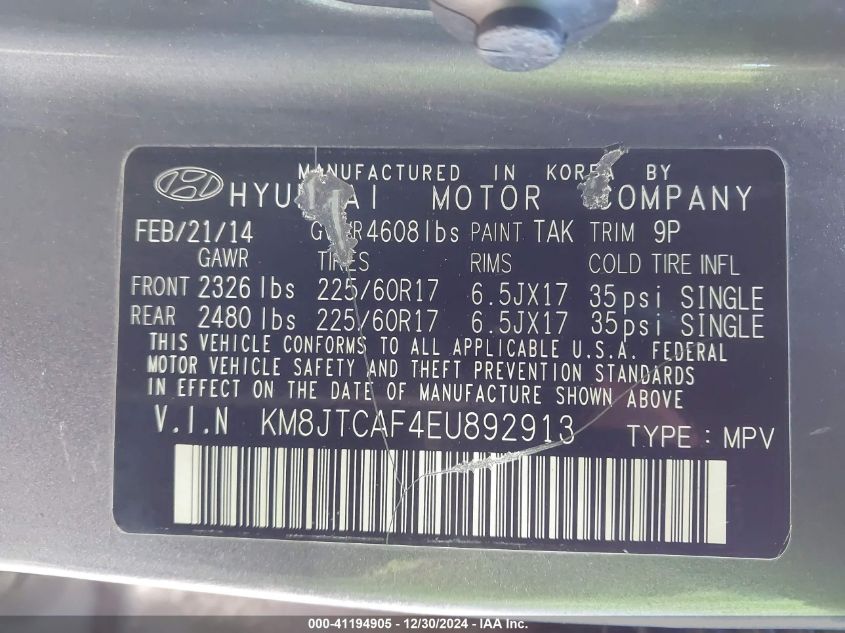 MANUFACTURED IN KOREA BY
HYUNDAI MOTOR COMPANY
FEB/21/14 GVWR 4608 lbs PAINT TAK TRIM 9P
GAWR TIRES RIMS COLD TIRE INFL
FRONT 2326 lbs 225/60R17 6.5JX17 35psi SINGLE
REAR 2480 lbs 225/60R17 6.5JX17 35psi SINGLE
THIS VEHICLE CONFORMS TO ALL APPLICABLE U.S.A. FEDERAL
MOTOR VEHICLE SAFETY AND THEFT PREVENTION STANDARDS
IN EFFECT ON THE DATE OF MANUFACTURE SHOWN ABOVE
V.I.N KM8JTCAF4EU892913 TYPE : MPV
000-41194905 - 12/30/2024 - IAA Inc.